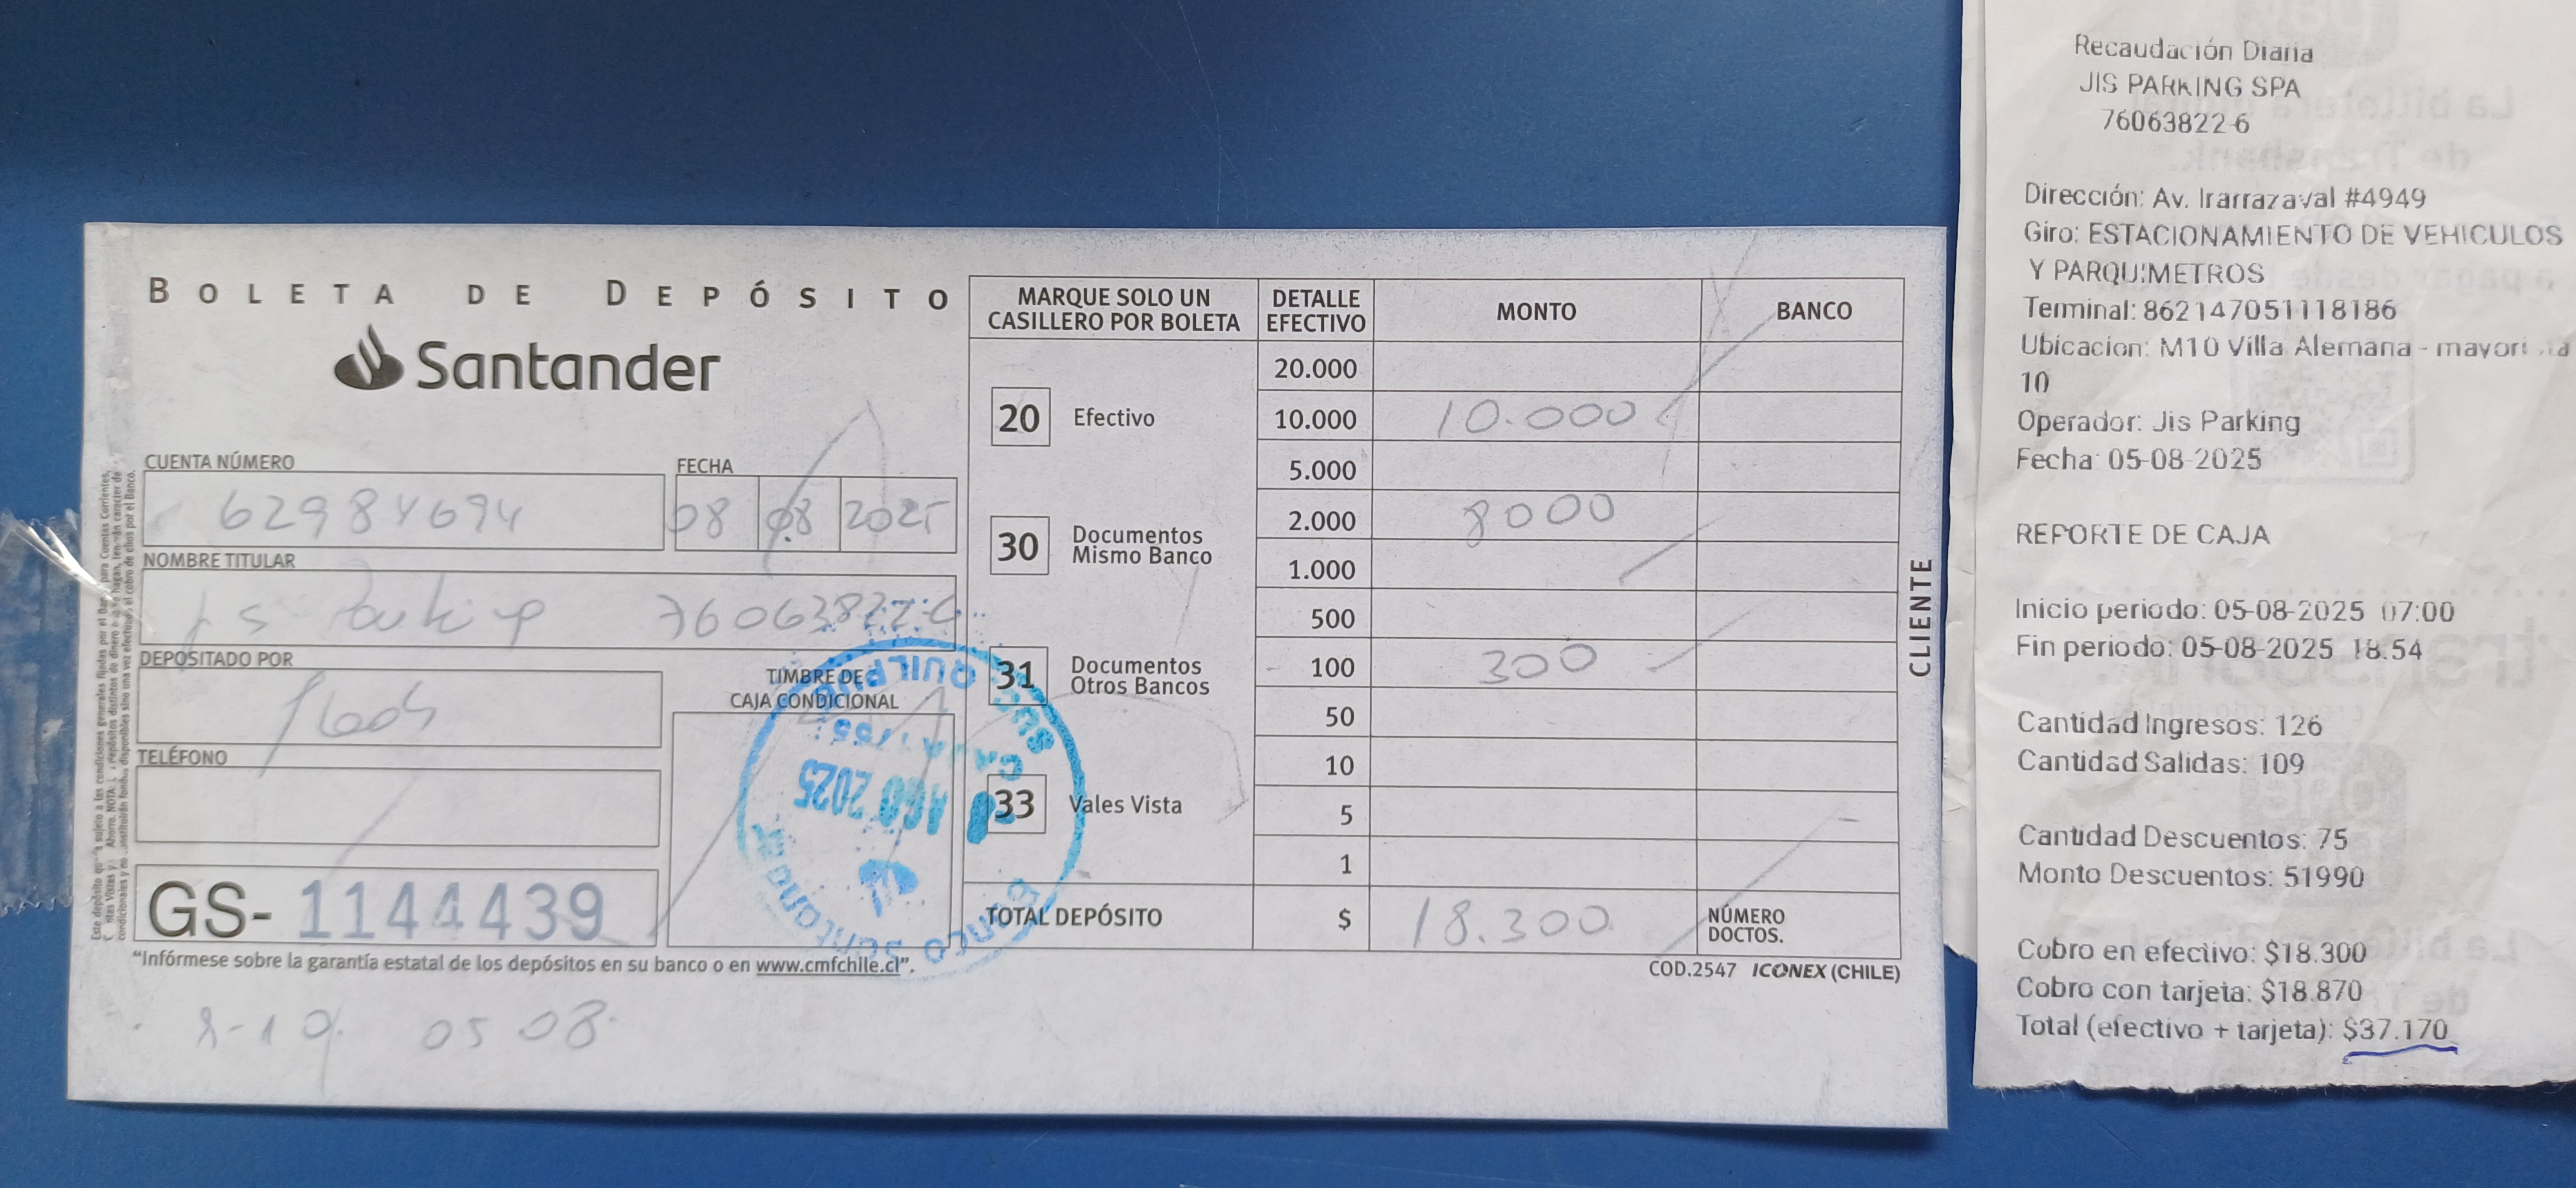 BOLETA DE DEPÓSITO
Santander
CUENTA NÚMERO
62984694
FECHA
08 08 2025
NOMBRE TITULAR
76063822-6
DEPOSITADO POR
TELÉFONO
TIMBRE DE
CAJA CONDICIONAL
GS- 1144439
"Infórmese sobre la garantía estatal de los depósitos en su banco o en www.cmfchile.cl".
05 08
MARQUE SOLO UN
CASILLERO POR BOLETA
20 Efectivo
30 Documentos
Mismo Banco
31 Documentos
Otros Bancos
33 Vales Vista
DETALLE
EFECTIVO
MONTO
BANCO
20.000
10.000 10.000
5.000
2.000 8000
1.000
500
100 300
50
10
5
1
TOTAL DEPÓSITO $ 18.300
NÚMERO
DOCTOS.
COD.2547 ICONEX (CHILE)
CLIENTE
QUILPUE
AGO 2025
Banco Santander
Recaudación Diaria
JIS PARKING SPA
76063822-6
Dirección: Av. Irarrazaval #4949
Giro: ESTACIONAMIENTO DE VEHICULOS
Y PARQUIMETROS
Terminal: 862147051118186
Ubicacion: M10 Villa Alemana - mayorista
10
Operador: Jis Parking
Fecha: 05-08-2025
REPORTE DE CAJA
Inicio periodo: 05-08-2025 07:00
Fin periodo: 05-08-2025 18:54
Cantidad Ingresos: 126
Cantidad Salidas: 109
Cantidad Descuentos: 75
Monto Descuentos: 51990
Cobro en efectivo: $18.300
Cobro con tarjeta: $18.870
Total (efectivo + tarjeta): $37.170